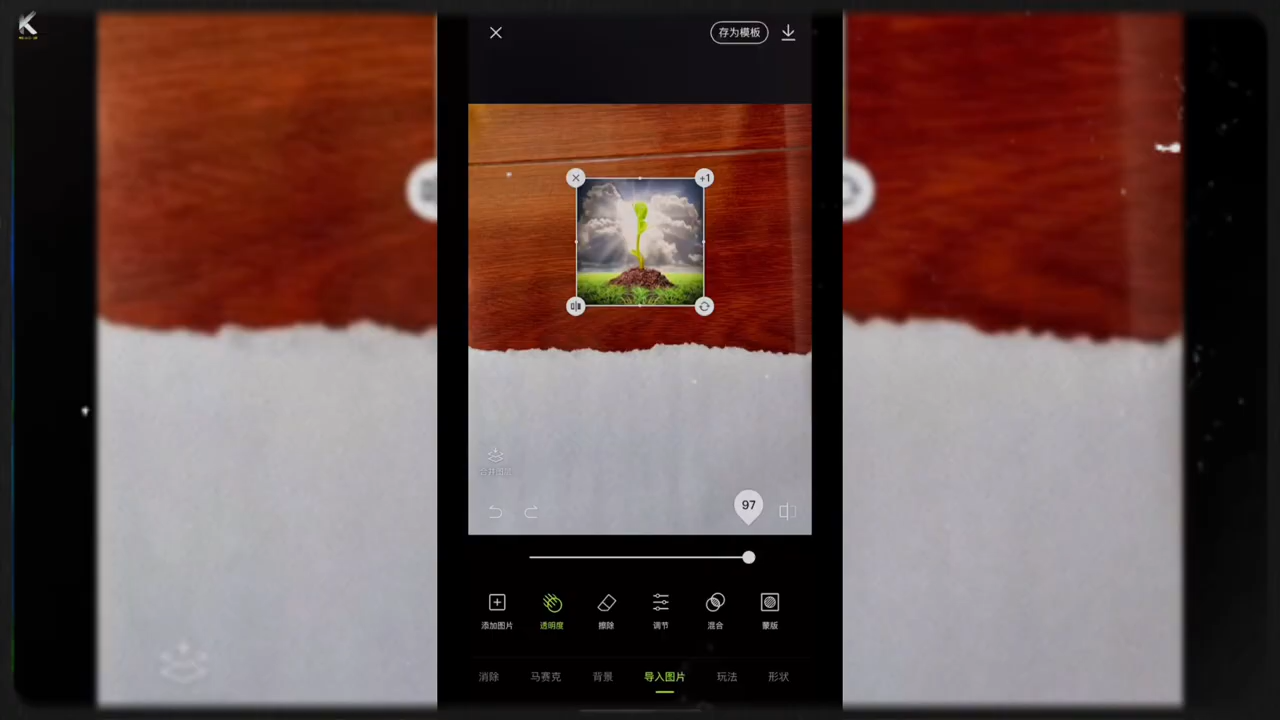 K
存为模板
+1
97
添加图片
透明度
擦除
调节
混合
蒙版
消除
马赛克
背景
导入图片
玩法
形状